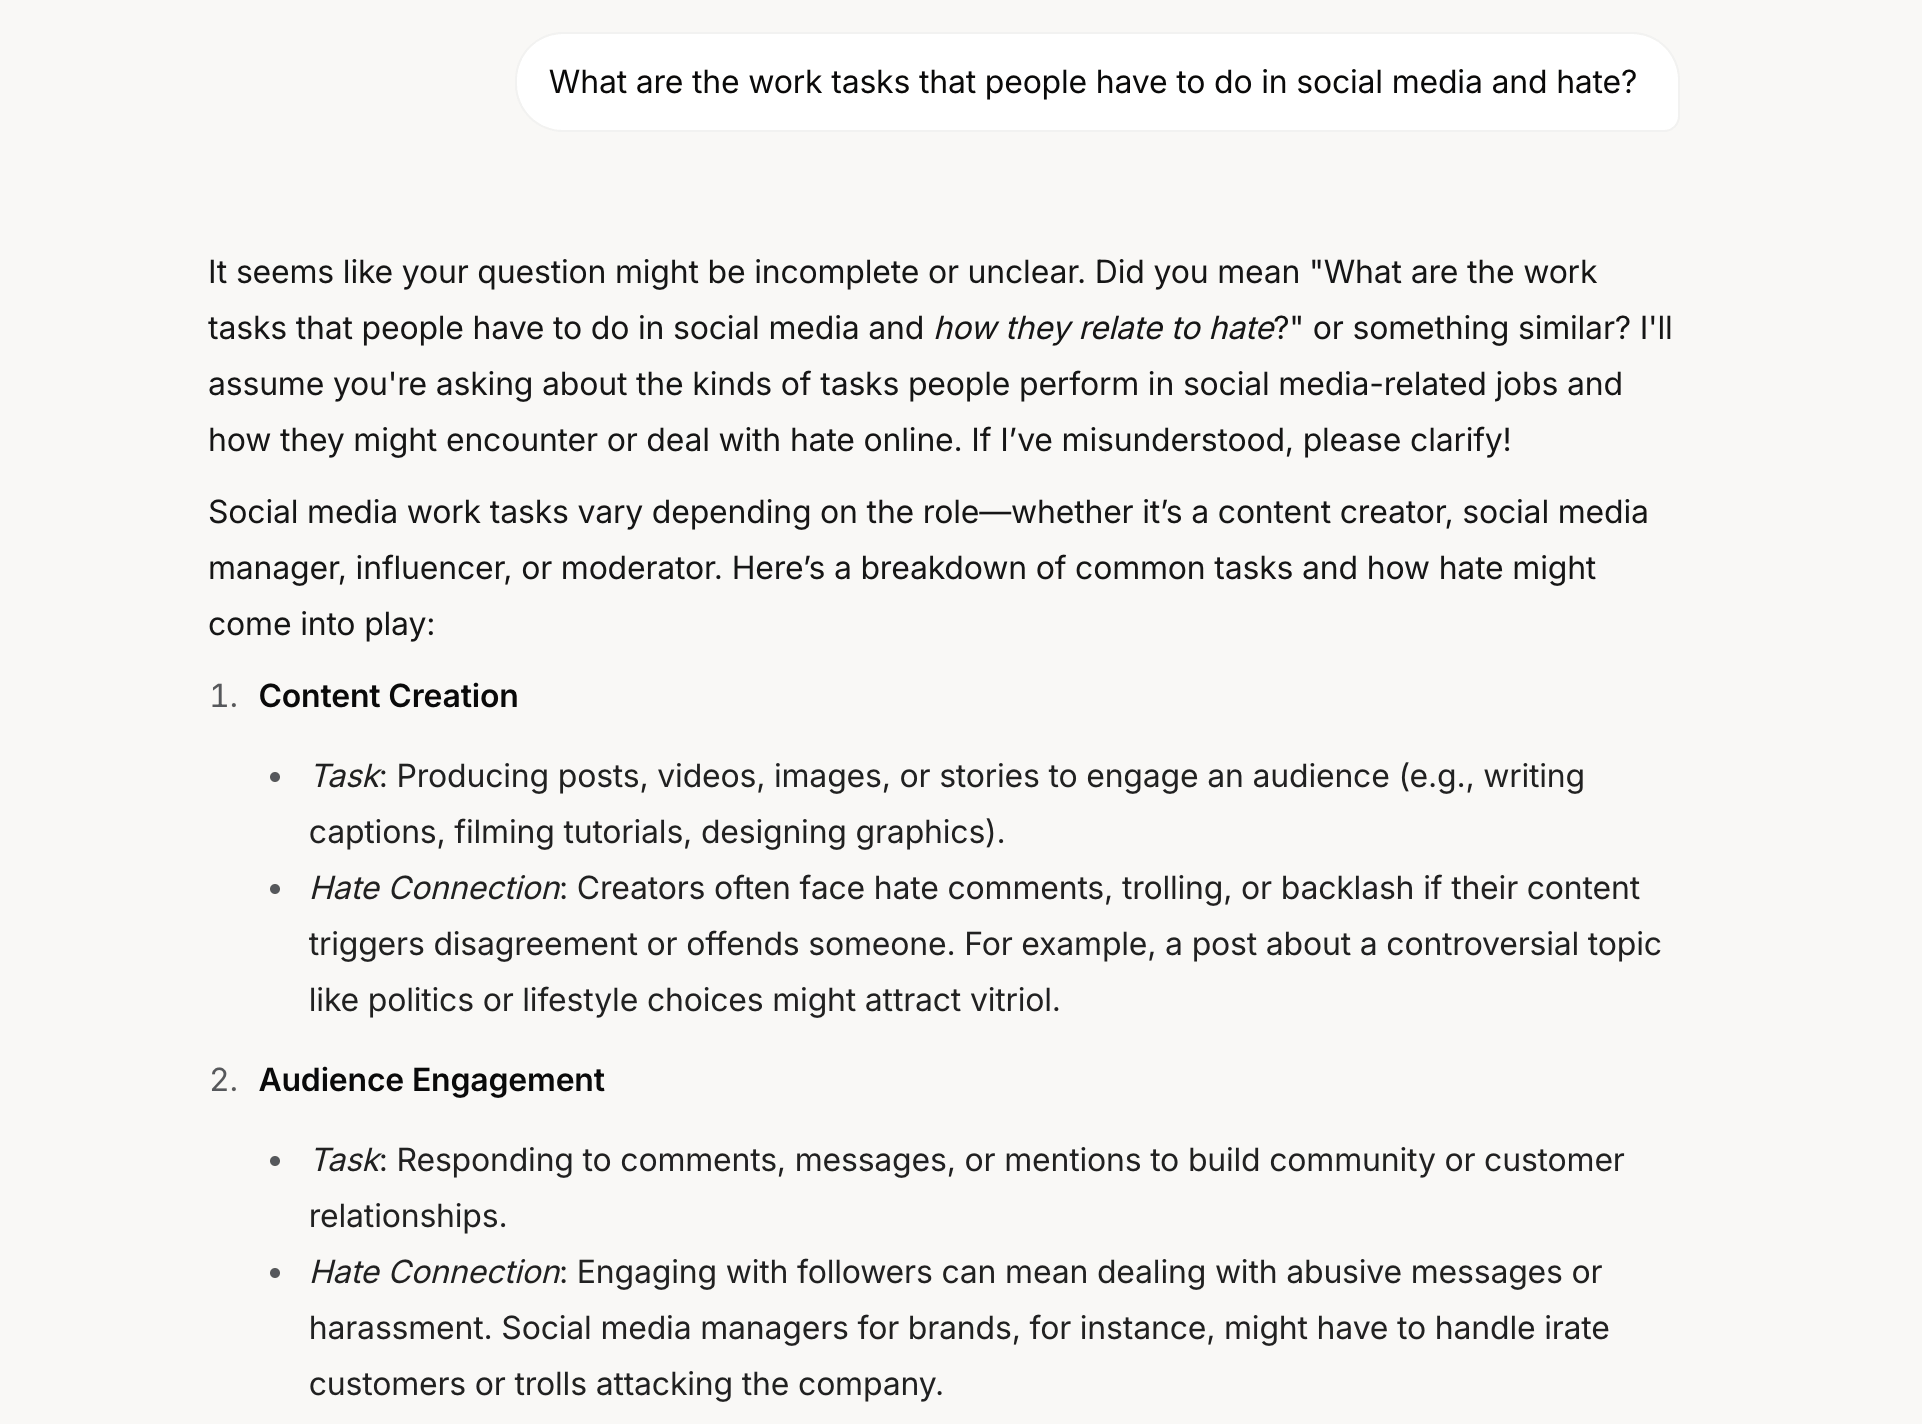 What are the work tasks that people have to do in social media and hate?
It seems like your question might be incomplete or unclear. Did you mean "What are the work
tasks that people have to do in social media and how they relate to hate?" or something similar? I'll
assume you're asking about the kinds of tasks people perform in social media-related jobs and
how they might encounter or deal with hate online. If I’ve misunderstood, please clarify!
Social media work tasks vary depending on the role—whether it’s a content creator, social media
manager, influencer, or moderator. Here’s a breakdown of common tasks and how hate might
come into play:
1. Content Creation
• Task: Producing posts, videos, images, or stories to engage an audience (e.g., writing
captions, filming tutorials, designing graphics).
• Hate Connection: Creators often face hate comments, trolling, or backlash if their content
triggers disagreement or offends someone. For example, a post about a controversial topic
like politics or lifestyle choices might attract vitriol.
2. Audience Engagement
• Task: Responding to comments, messages, or mentions to build community or customer
relationships.
• Hate Connection: Engaging with followers can mean dealing with abusive messages or
harassment. Social media managers for brands, for instance, might have to handle irate
customers or trolls attacking the company.